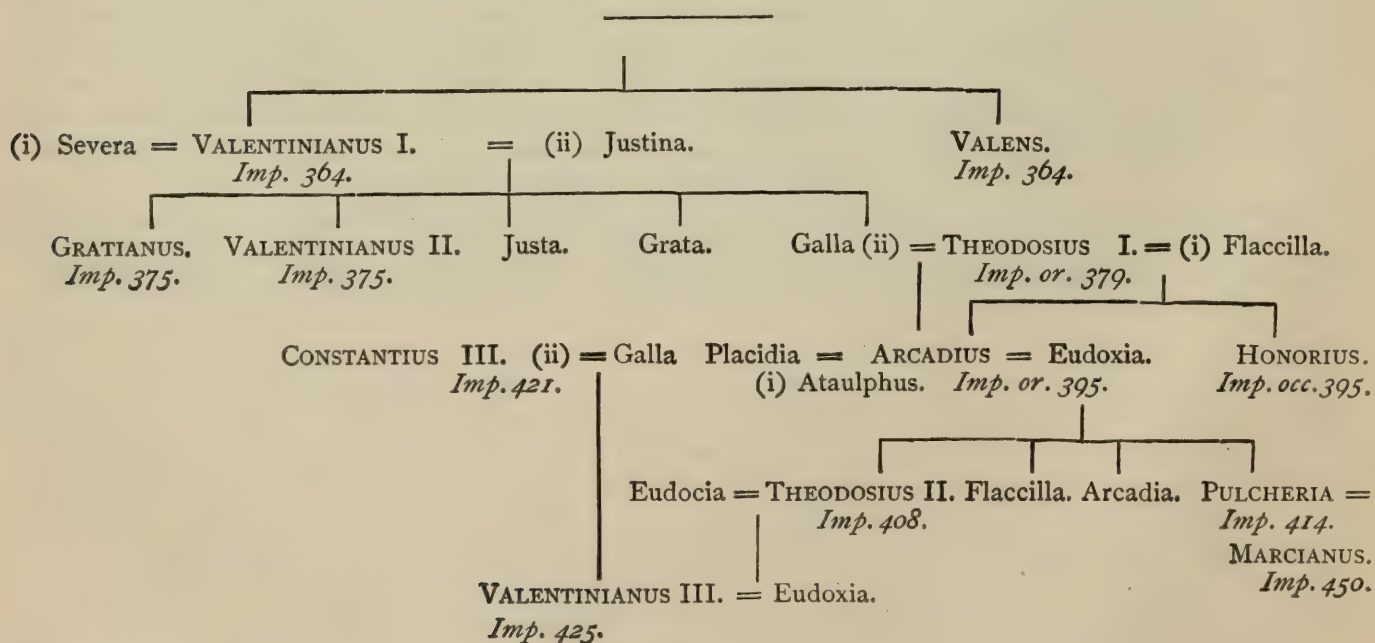 (i) Severa = VALENTINIANUS I. = (ii) Justina. VALENS.
Imp. 364. Imp. 364.
GRATIANUS. VALENTINIANUS II. Justa. Grata. Galla (ii) = THEODOSIUS I. = (i) Flaccilla.
Imp. 375. Imp. 375. Imp. or. 379.
CONSTANTIUS III. (ii) = Galla Placidia = ARCADIUS = Eudoxia. HONORIUS.
Imp. 421. (i) Ataulphus. Imp. or. 395. Imp. occ. 395.
Eudocia = THEODOSIUS II. Flaccilla. Arcadia. PULCHERIA =
Imp. 408. Imp. 414.
MARCIANUS.
VALENTINIANUS III. = Eudoxia. Imp. 450.
Imp. 425.